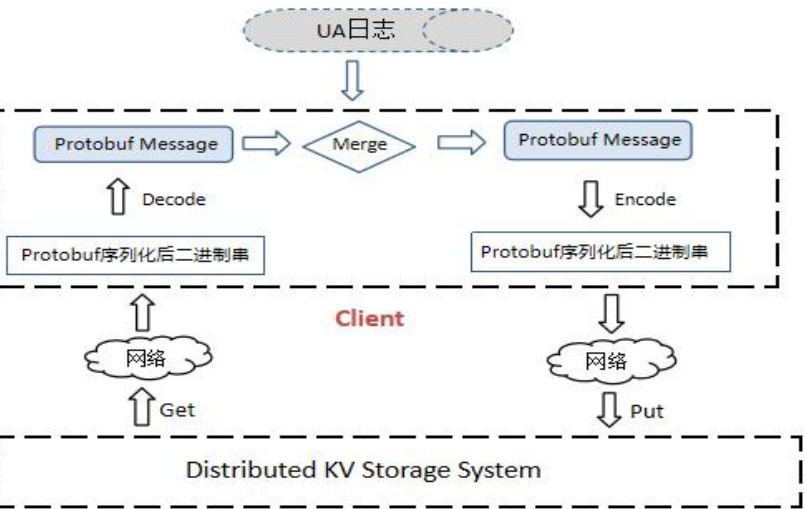 UA日志
Protobuf Message
Merge
Protobuf Message
Decode
Encode
Protobuf序列化后二进制串
Protobuf序列化后二进制串
Client
网络
网络
Get
Put
Distributed KV Storage System